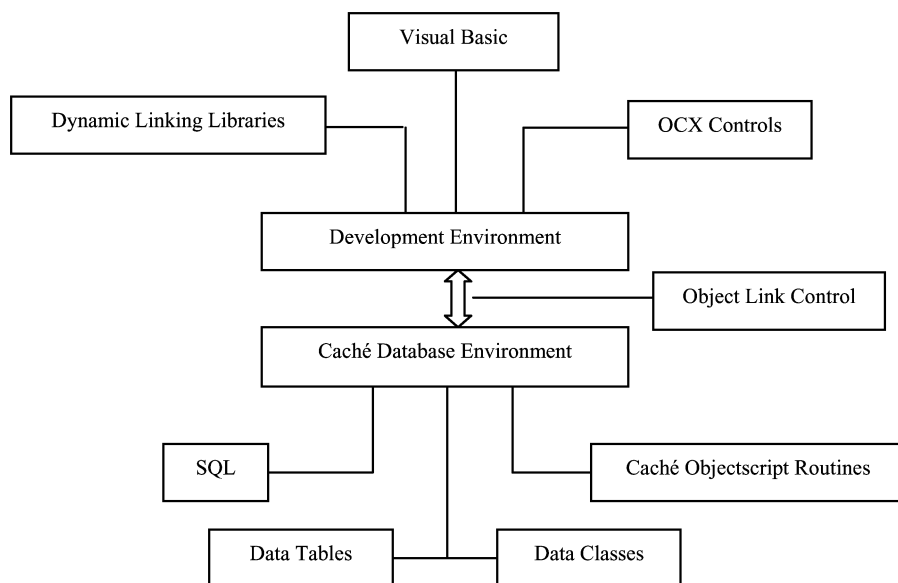 Visual Basic
Dynamic Linking Libraries
OCX Controls
Development Environment
Object Link Control
Caché Database Environment
SQL
Caché Objectscript Routines
Data Tables
Data Classes